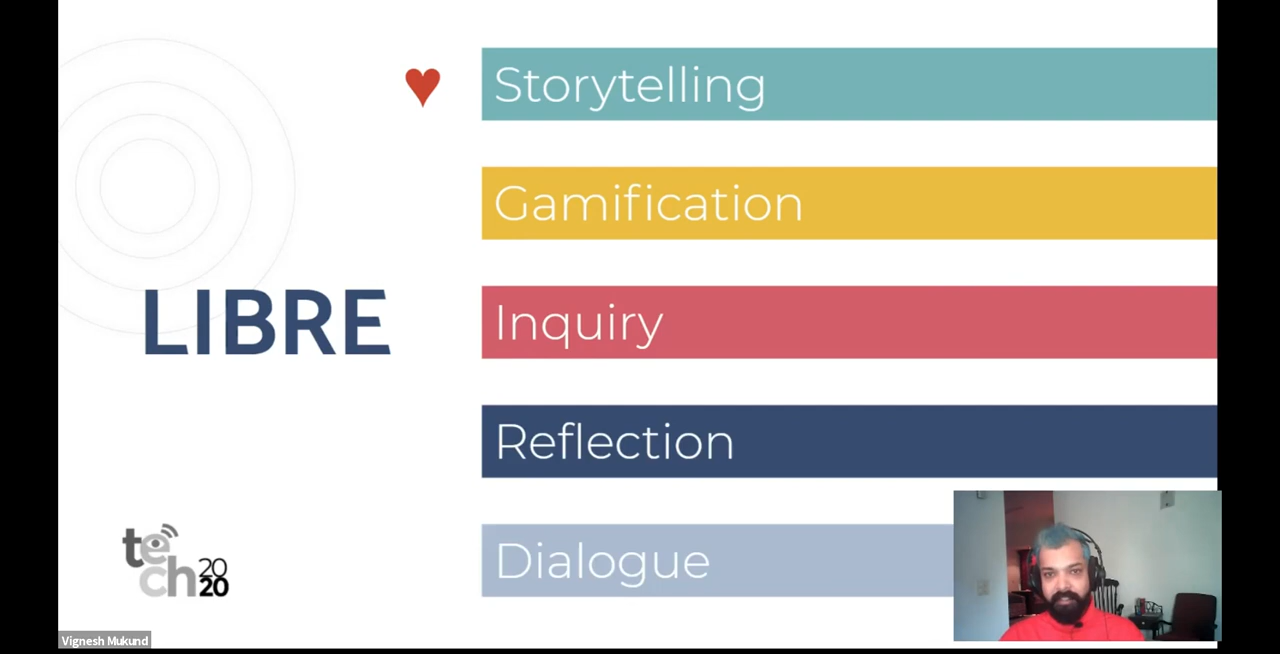 Storytelling
Gamification
LIBRE
Inquiry
Reflection
Dialogue
tech
2020
Vignesh Mukund